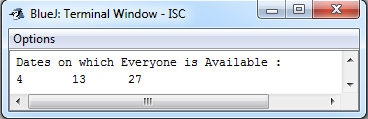 BlueJ: Terminal Window - ISC
Options
Dates on which Everyone is Available :
4 13 27